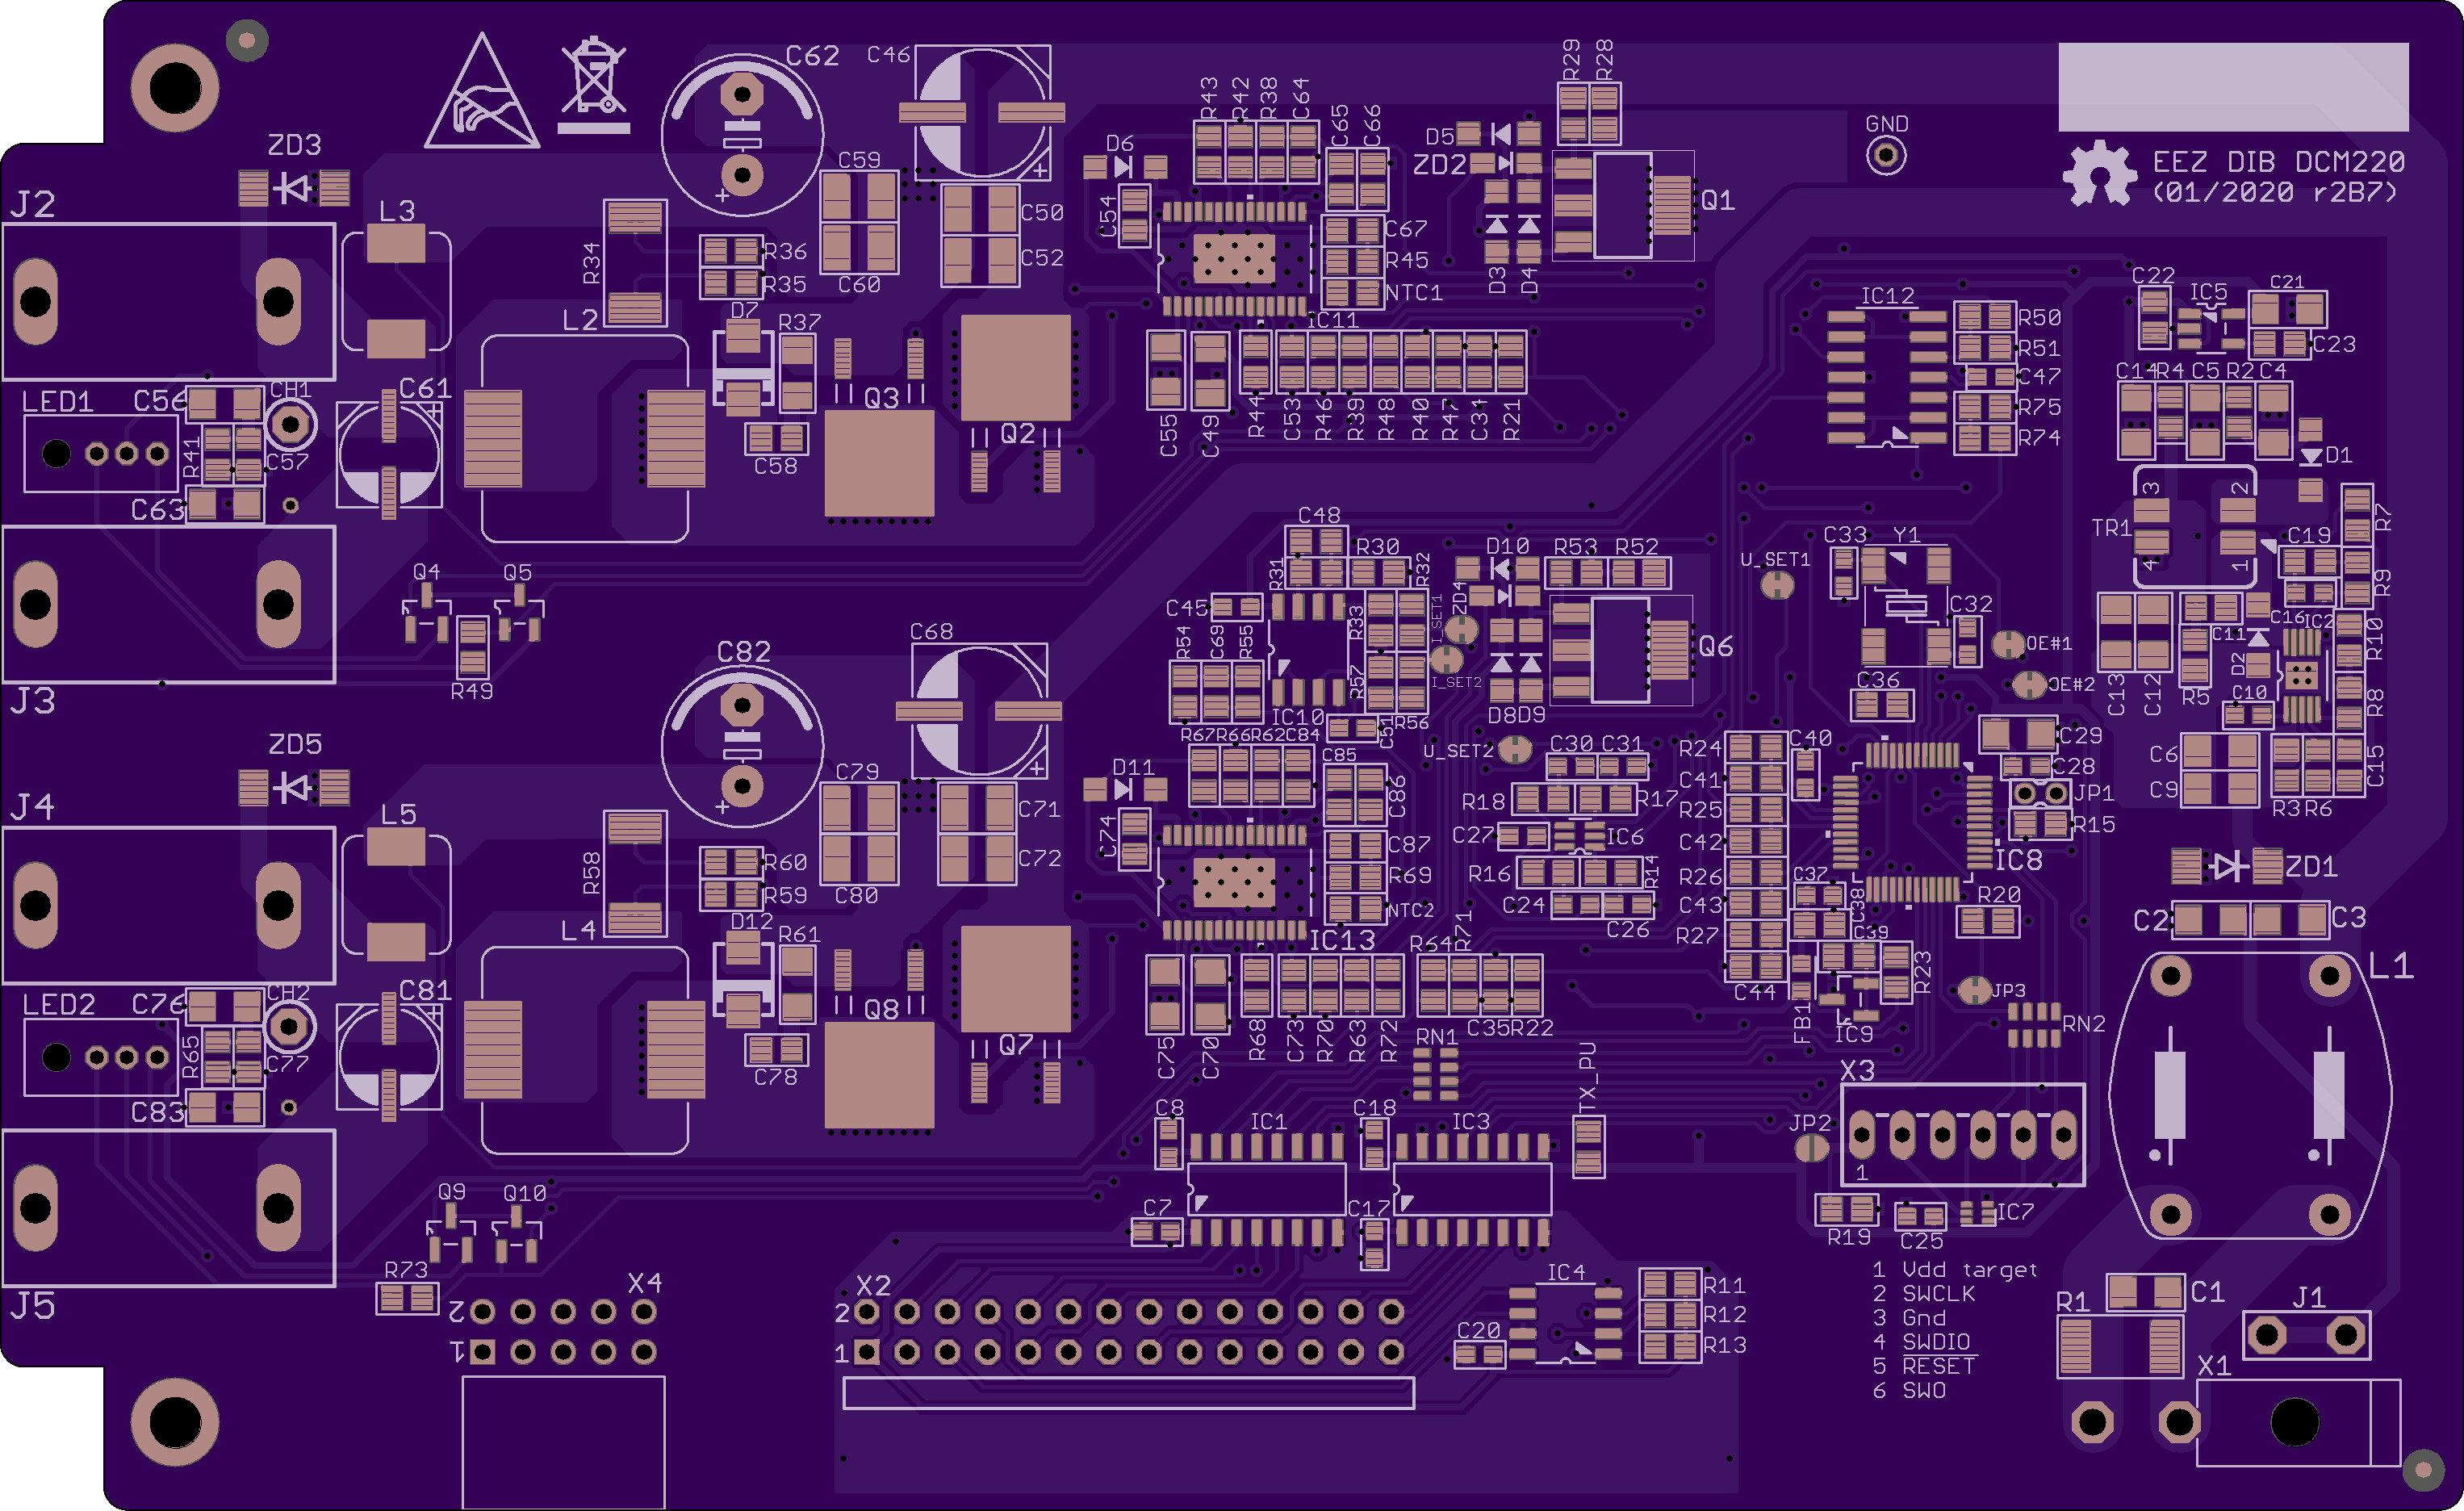 C62
C46
R29
R28
R43
R42
R38
C64
C65
C66
GND
EEZ DIB DCM220
(01/2020 r2B7)
ZD3
D6
D5
ZD2
C59
C54
Q1
J2
L3
R34
R36
R35
C60
C50
C52
C67
R45
NTC1
D3
D4
L2
D7
R37
IC11
IC12
R50
R51
C47
R75
R74
C22
IC5
C21
C23
LED1
C56
CH1
C61
R41
C57
C63
Q3
Q2
C58
C55
C49
R44
C53
R46
R39
R48
R40
R47
C34
R21
C14
R4
C5
R2
C4
D1
3
2
TR1
4
1
R7
C19
R9
C48
R30
R31
R32
D10
R53
R52
U_SET1
C33
Y1
C32
Q4
Q5
C45
R33
I_SET1
ZD4
R54
C69
R55
R57
I_SET2
Q6
OE#1
OE#2
C16
IC2
C11
D2
R10
R49
J3
C82
C68
IC10
C51
R56
D8
D9
C36
C13
C12
R5
C10
R8
ZD5
R67
R66
R62
C84
C85
U_SET2
C30
C31
R24
C40
C29
C28
C6
C9
R3
R6
C15
J4
L5
C79
C71
D11
C86
C74
R18
R17
C41
R25
JP1
R15
R58
R60
R59
C80
C72
C87
R69
NTC2
C27
IC6
R16
R14
C24
C26
C42
R26
C43
R27
C44
C37
C38
C39
IC8
R20
ZD1
C2
C3
L4
D12
R61
IC13
R64
R71
R23
L1
LED2
C76
CH2
C81
R65
C77
C83
Q8
Q7
C78
C75
C70
R68
C73
R70
R63
R72
C35
R22
RN1
FB1
IC9
JP3
RN2
X3
TX_PU
C8
IC1
C18
IC3
JP2
1
Q9
Q10
C7
C17
R19
C25
IC7
J5
R73
X4
2
1
X2
2
1
IC4
R11
R12
R13
C20
1 Vdd target
2 SWCLK
3 Gnd
4 SWDIO
5 RESET
6 SWO
R1
C1
J1
X1